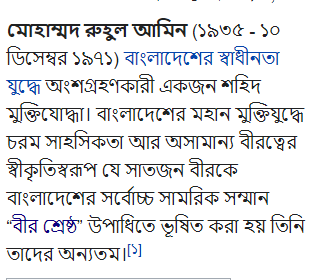 মোহাম্মদ রুহুল আমিন (১৯৩৫ - ১০
ডিসেম্বর ১৯৭১) বাংলাদেশের স্বাধীনতা
যুদ্ধে অংশগ্রহণকারী একজন শহিদ
মুক্তিযোদ্ধা। বাংলাদেশের মহান মুক্তিযুদ্ধে
চরম সাহসিকতা আর অসামান্য বীরত্বের
স্বীকৃতিস্বরূপ যে সাতজন বীরকে
বাংলাদেশের সর্বোচ্চ সামরিক সম্মান
“বীর শ্রেষ্ঠ” উপাধিতে ভূষিত করা হয় তিনি
তাদের অন্যতম।[১]